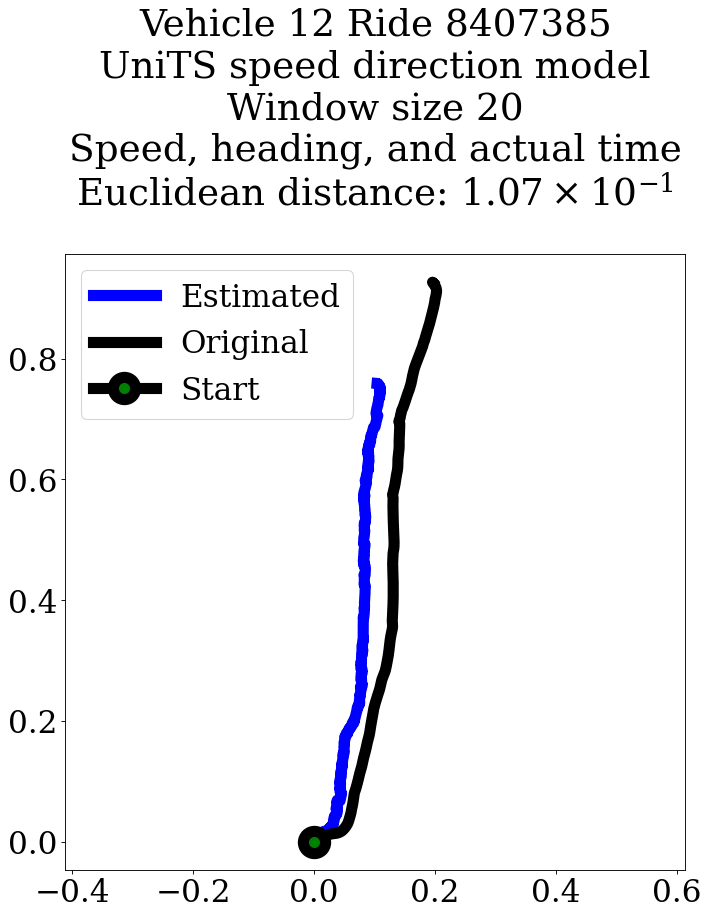 Vehicle 12 Ride 8407385
UniTS speed direction model
Window size 20
Speed, heading, and actual time
Euclidean distance: 1.07 × 10⁻¹
Estimated
Original
Start
0.8
0.6
0.4
0.2
0.0
−0.4 −0.2 0.0 0.2 0.4 0.6